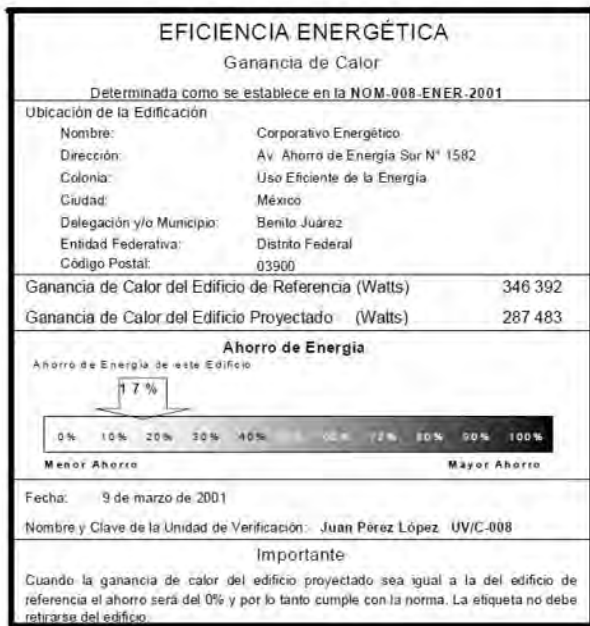 EFICIENCIA ENERGÉTICA
Ganancia de Calor
Determinada como se establece en la NOM-008-ENER-2001
Ubicación de la Edificación
Nombre: Corporativo Energético
Dirección: Av. Ahorro de Energía Sur N° 1582
Colonia: Uso Eficiente de la Energía
Ciudad: México
Delegación y/o Municipio: Benito Juárez
Entidad Federativa: Distrito Federal
Código Postal: 03900
Ganancia de Calor del Edificio de Referencia (Watts) 346 392
Ganancia de Calor del Edificio Proyectado (Watts) 287 483
Ahorro de Energía
Ahorro de Energía de este Edificio
17%
0% 10% 20% 30% 40% 50% 60% 70% 80% 90% 100%
Menor Ahorro Mayor Ahorro
Fecha: 9 de marzo de 2001
Nombre y Clave de la Unidad de Verificación: Juan Pérez López UV/C-008
Importante
Cuando la ganancia de calor del edificio proyectado sea igual a la del edificio de
referencia el ahorro será del 0% y por lo tanto cumple con la norma. La etiqueta no debe
retirarse del edificio.